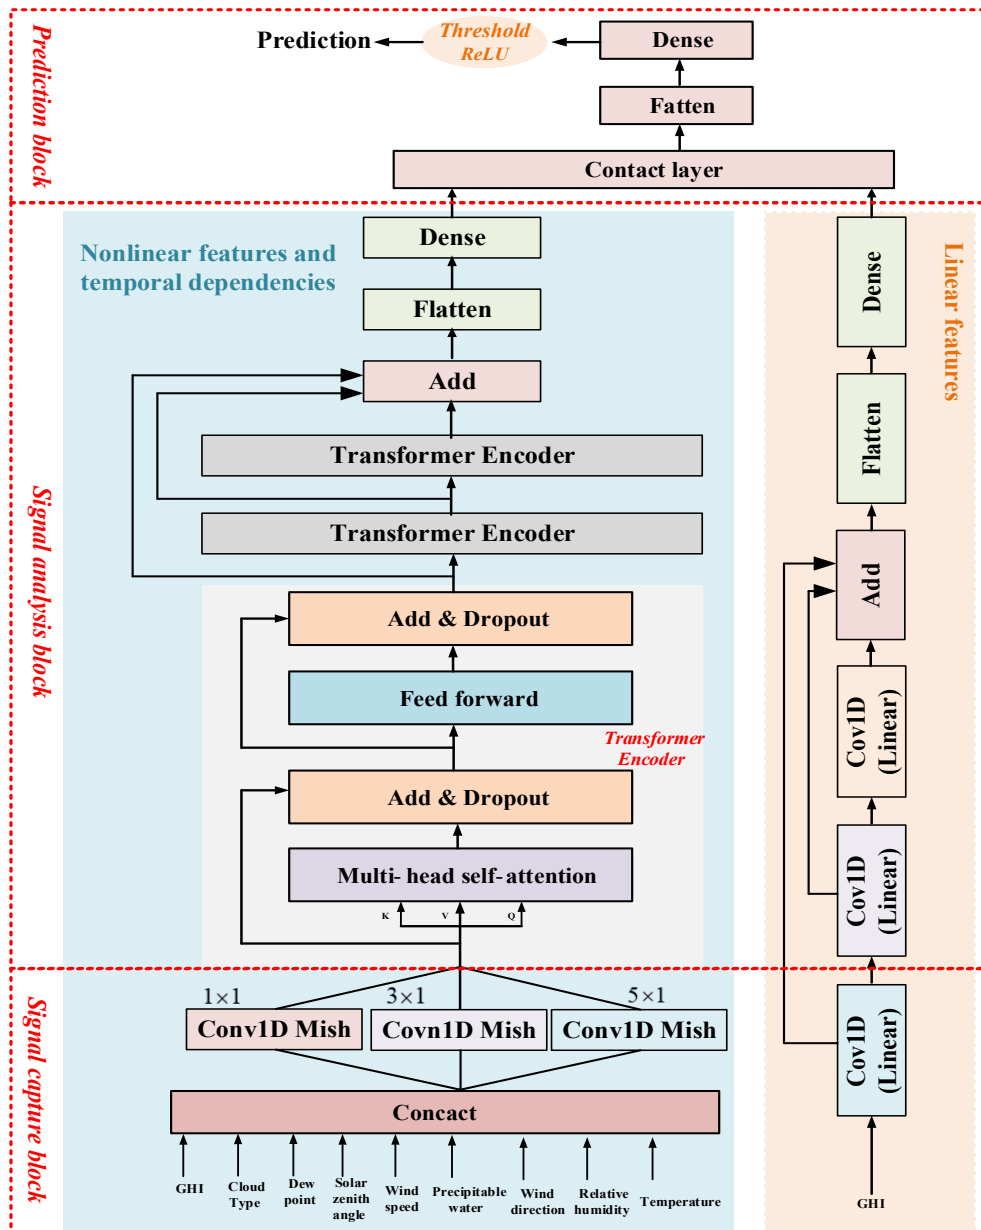 Prediction block
Prediction
Threshold
ReLU
Dense
Fatten
Contact layer
Signal analysis block
Nonlinear features and
temporal dependencies
Dense
Flatten
Add
Transformer Encoder
Transformer Encoder
Add & Dropout
Feed forward
Transformer
Encoder
Add & Dropout
Multi- head self-attention
K
V
Q
Linear features
Dense
Flatten
Add
Cov1D
(Linear)
Cov1D
(Linear)
Cov1D
(Linear)
GHI
Signal capture block
1×1
3×1
5×1
Conv1D Mish
Covn1D Mish
Conv1D Mish
Concact
GHI
Cloud
Type
Dew
point
Solar
zenith
angle
Wind
speed
Precipitable
water
Wind
direction
Relative
humidity
Temperature